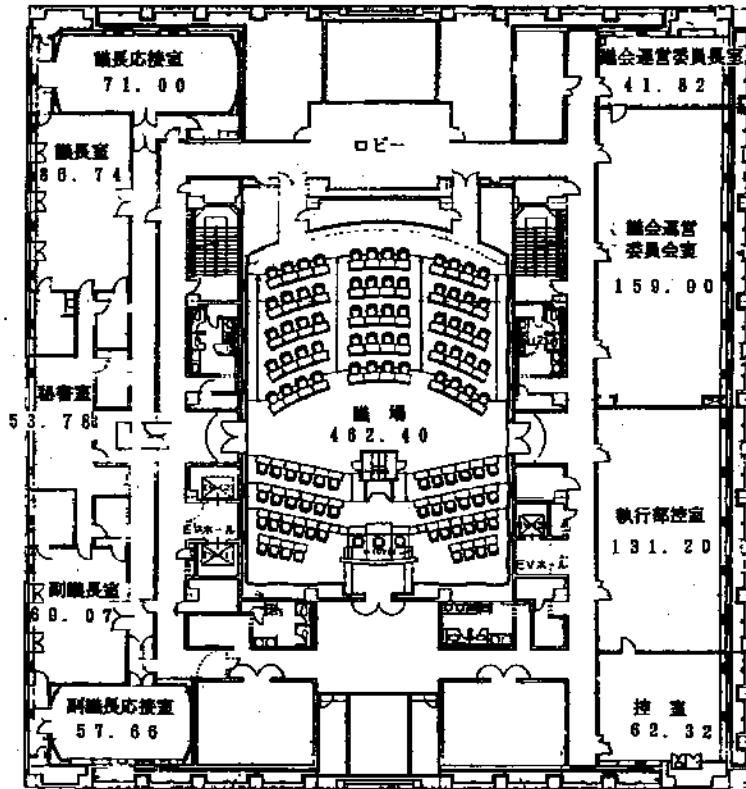 議長応接室
71.00
議会運営委員長室
41.82
ロビー
議長室
86.74
議会運営
委員会室
159.00
秘書室
53.78
議場
462.40
EVホール
執行部控室
131.20
EVホール
副議長室
69.07
副議長応接室
57.66
控室
62.32